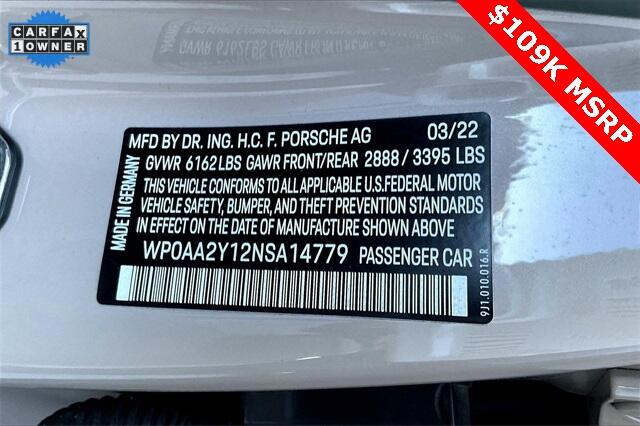 CARFAX
1 OWNER
$109K MSRP
MADE IN GERMANY
MFD BY DR. ING. H.C. F. PORSCHE AG 03/22
GVWR 6162 LBS GAWR FRONT/REAR 2888 / 3395 LBS
THIS VEHICLE CONFORMS TO ALL APPLICABLE U.S. FEDERAL MOTOR
VEHICLE SAFETY, BUMPER, AND THEFT PREVENTION STANDARDS
IN EFFECT ON THE DATE OF MANUFACTURE SHOWN ABOVE
WP0AA2Y12NSA14779 PASSENGER CAR
9J1.010.016.R